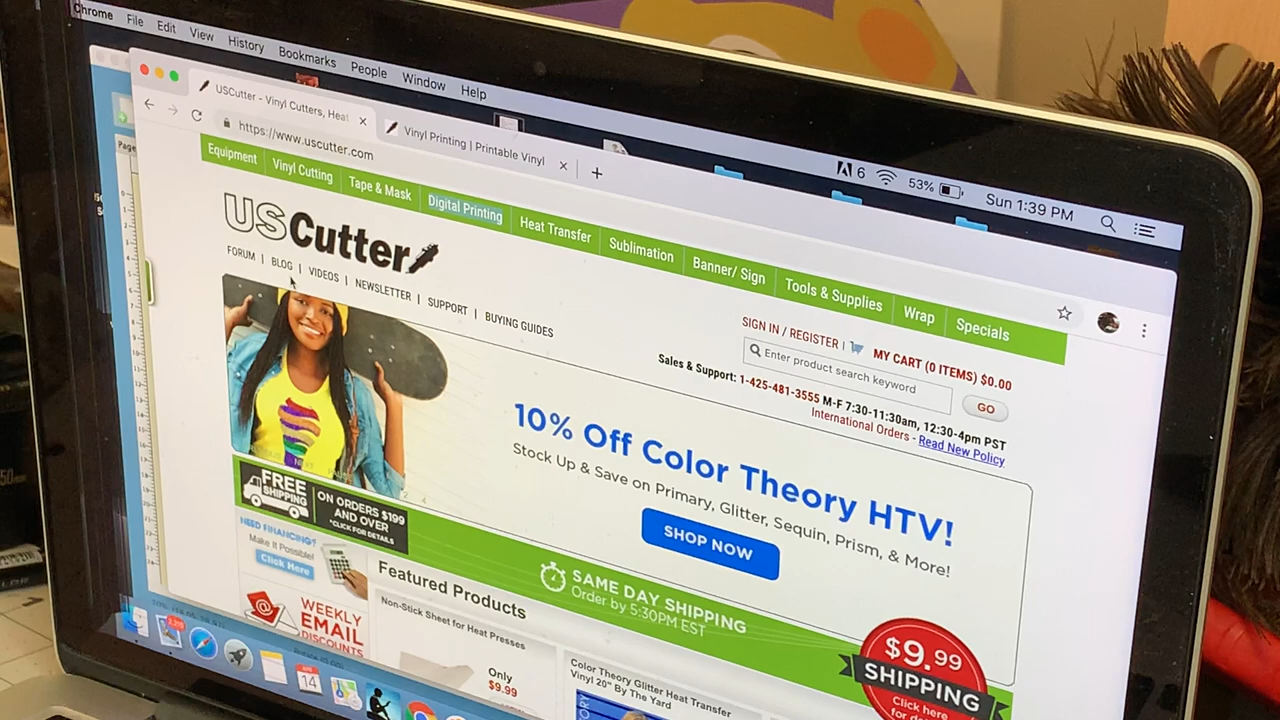 Chrome File Edit View History Bookmarks People Window Help
6 53% Sun 1:39 PM
USCutter - Vinyl Cutters, Heat
Vinyl Printing | Printable Vinyl
https://www.uscutter.com
Page
Equipment Vinyl Cutting Tape & Mask Digital Printing Heat Transfer Sublimation Banner/ Sign Tools & Supplies Wrap Specials
USCutter
FORUM | BLOG | VIDEOS | NEWSLETTER | SUPPORT | BUYING GUIDES
SIGN IN / REGISTER | MY CART (0 ITEMS) $0.00
Enter product search keyword GO
Sales & Support: 1-425-481-3555 M-F 7:30-11:30am, 12:30-4pm PST
International Orders - Read New Policy
10% Off Color Theory HTV!
Stock Up & Save on Primary, Glitter, Sequin, Prism, & More!
SHOP NOW
FREE SHIPPING
ON ORDERS $199
AND OVER
*CLICK FOR DETAILS
SAME DAY SHIPPING
Order by 5:30PM EST
$9.99
SHIPPING
Click here
NEED FINANCING?
Make It Possible!
Click Here
WEEKLY
EMAIL
DISCOUNTS
Featured Products
Non-Stick Sheet for Heat Presses
Only
$9.99
Color Theory Glitter Heat Transfer
Vinyl 20" By The Yard
14